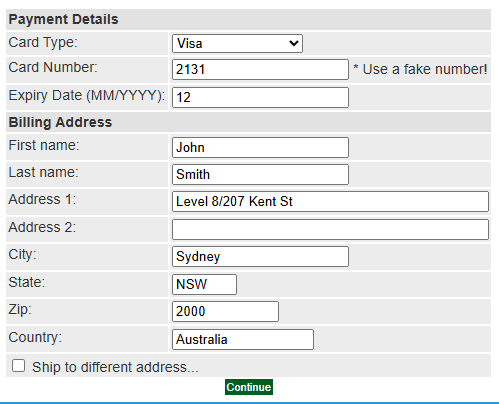 Payment Details
Card Type: Visa
Card Number: 2131 * Use a fake number!
Expiry Date (MM/YYYY): 12
Billing Address
First name: John
Last name: Smith
Address 1: Level 8/207 Kent St
Address 2:
City: Sydney
State: NSW
Zip: 2000
Country: Australia
Ship to different address...
Continue